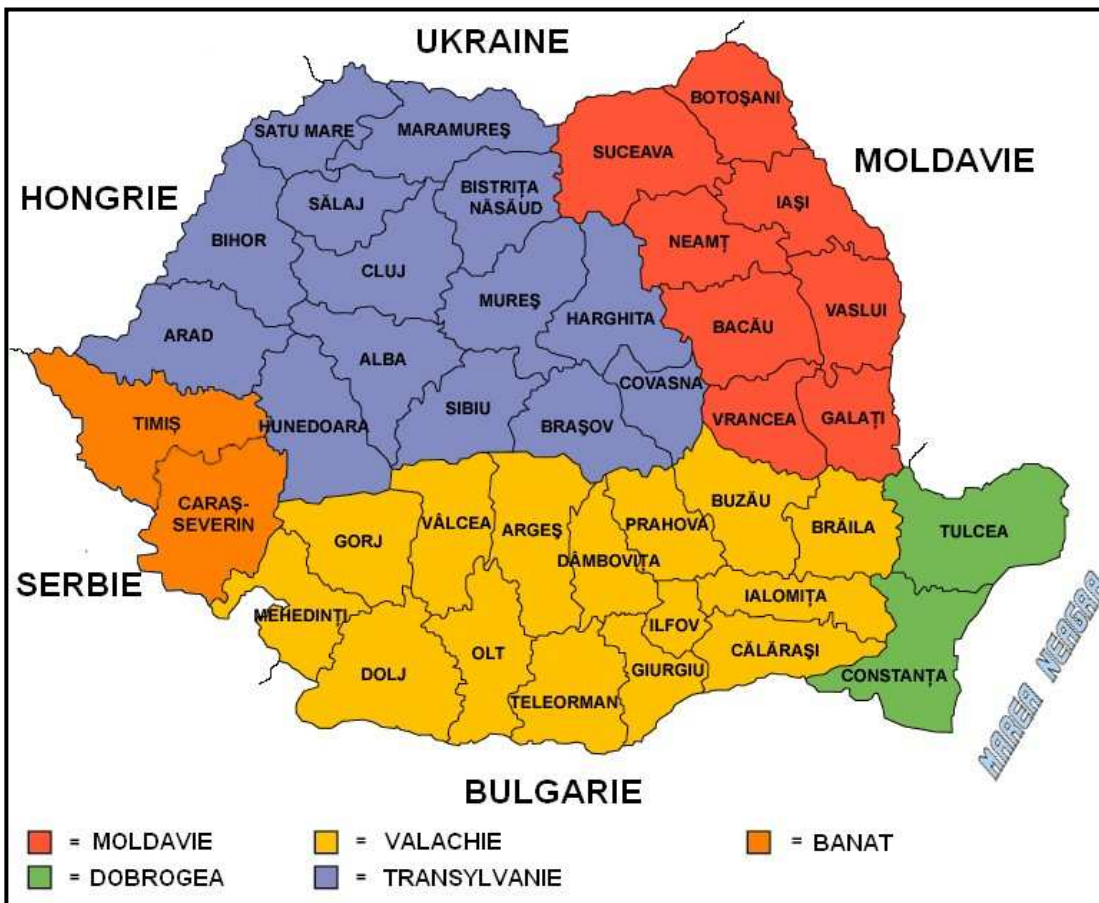 UKRAINE
BOTOŞANI
SATU MARE
MARAMUREŞ
SUCEAVA
MOLDAVIE
HONGRIE
BISTRIȚA
NĂSĂUD
SĂLAJ
IAŞI
BIHOR
NEAMȚ
CLUJ
MUREŞ
VASLUI
HARGHITA
BACĂU
ARAD
ALBA
COVASNA
TIMIȘ
HUNEDOARA
SIBIU
BRAŞOV
VRANCEA
GALAȚI
CARAȘ-
SEVERIN
BUZĂU
VÂLCEA
ARGEŞ
PRAHOVA
BRĂILA
TULCEA
GORJ
DÂMBOVIȚA
SERBIE
IALOMIȚA
MEHEDINȚI
ILFOV
OLT
CĂLĂRAŞI
DOLJ
GIURGIU
CONSTANȚA
TELEORMAN
MAREA NEAGRA
BULGARIE
= MOLDAVIE
= VALACHIE
= BANAT
= DOBROGEA
= TRANSYLVANIE